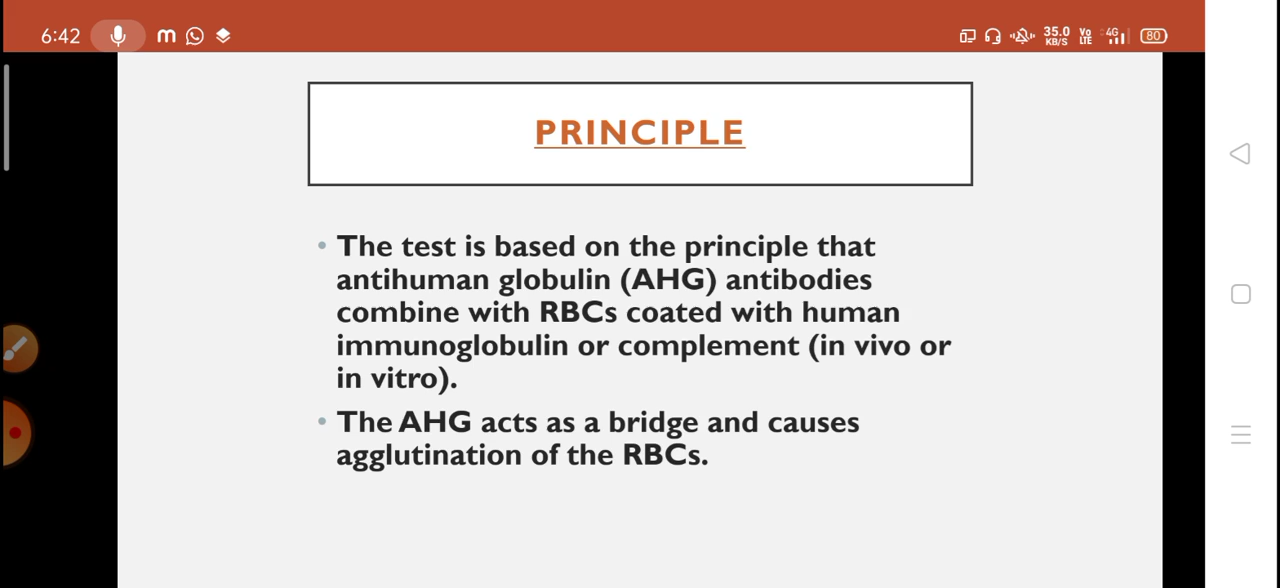 6:42 m 35.0 KB/S Vo LTE 4G 80
PRINCIPLE
• The test is based on the principle that
antihuman globulin (AHG) antibodies
combine with RBCs coated with human
immunoglobulin or complement (in vivo or
in vitro).
• The AHG acts as a bridge and causes
agglutination of the RBCs.